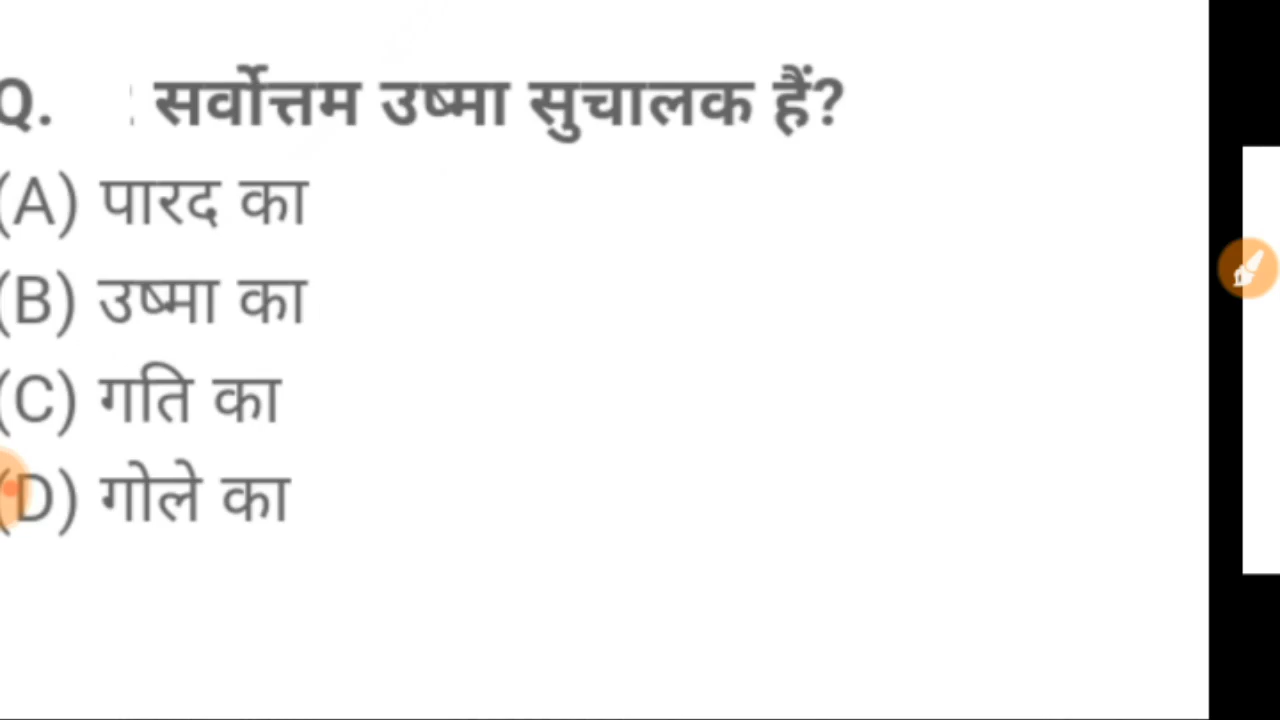 Q. : सर्वोत्तम उष्मा सुचालक हैं?
(A) पारद का
(B) उष्मा का
(C) गति का
(D) गोले का